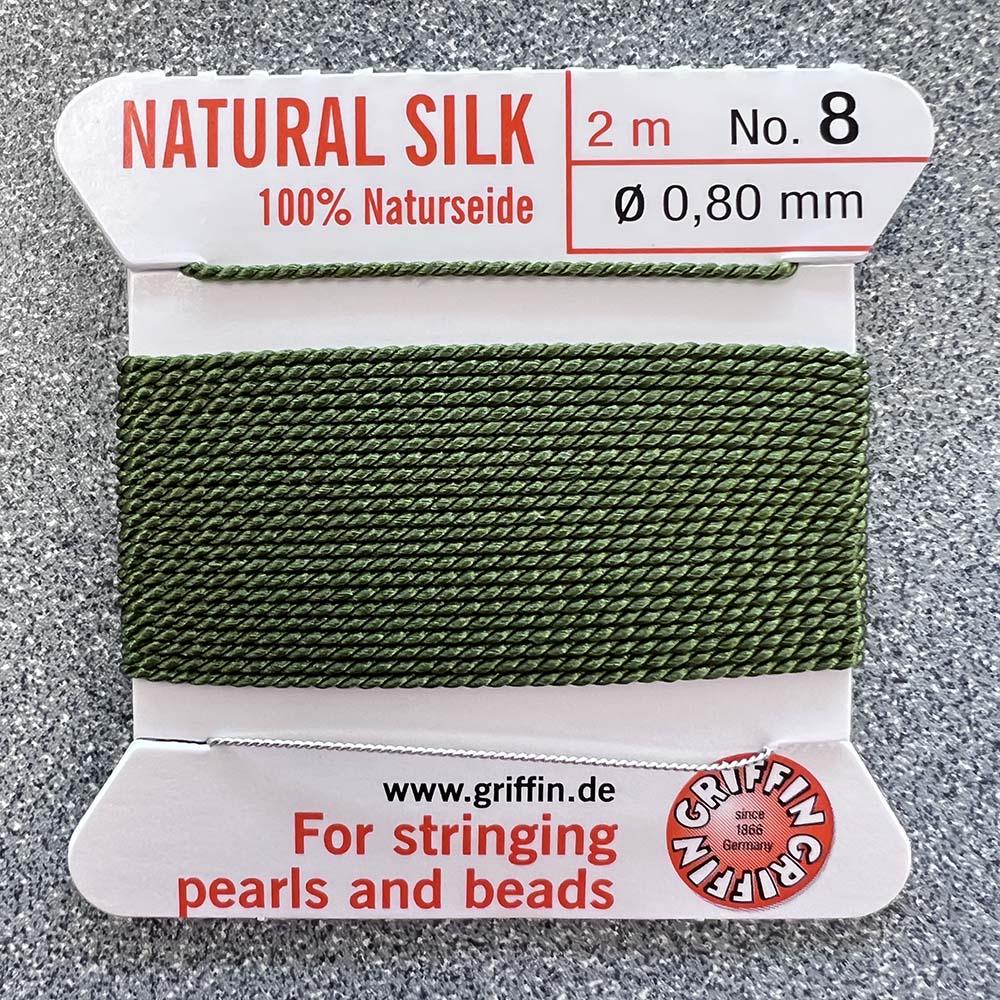 NATURAL SILK
100% Naturseide
2 m No. 8
Ø 0,80 mm
www.griffin.de
For stringing
pearls and beads
GRIFFIN GRIFFIN GRIFFIN
since
1866
Germany